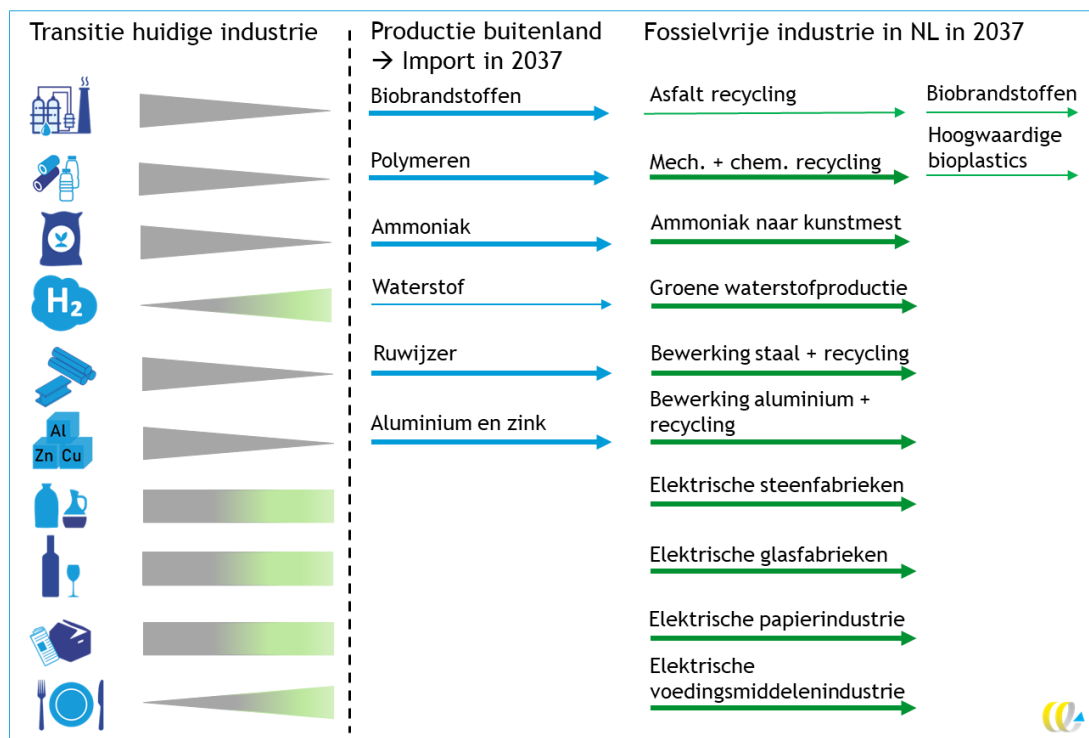 Transitie huidige industrie
Productie buitenland
→ Import in 2037
Fossielvrije industrie in NL in 2037
Biobrandstoffen
Asfalt recycling
Biobrandstoffen
Polymeren
Mech. + chem. recycling
Hoogwaardige
bioplastics
Ammoniak
Ammoniak naar kunstmest
H2
Waterstof
Groene waterstofproductie
Ruwijzer
Bewerking staal + recycling
Al
Zn Cu
Aluminium en zink
Bewerking aluminium +
recycling
Elektrische steenfabrieken
Elektrische glasfabrieken
Elektrische papierindustrie
Elektrische
voedingsmiddelenindustrie